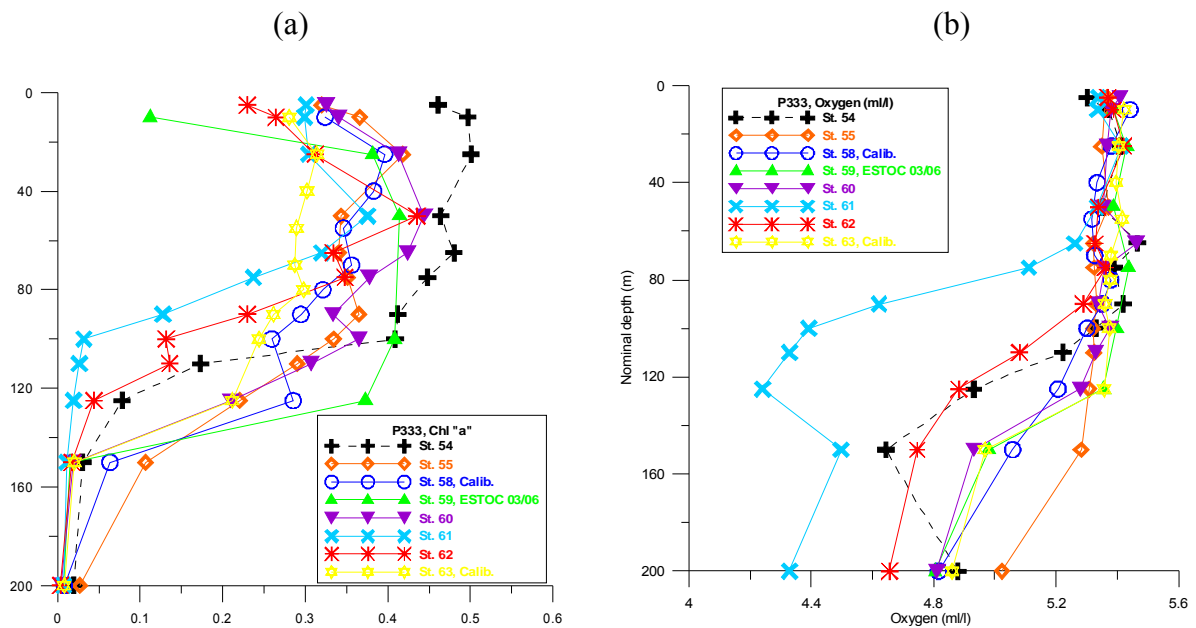 (a)
(b)
0
40
80
120
160
200
0
0.1
0.2
0.3
0.4
0.5
0.6
P333, Chl "a"
St. 54
St. 55
St. 58, Calib.
St. 59, ESTOC 03/06
St. 60
St. 61
St. 62
St. 63, Calib.
Nominal depth (m)
0
40
80
120
160
200
4
4.4
4.8
5.2
5.6
Oxygen (ml/l)
P333, Oxygen (ml/l)
St. 54
St. 55
St. 58, Calib.
St. 59, ESTOC 03/06
St. 60
St. 61
St. 62
St. 63, Calib.